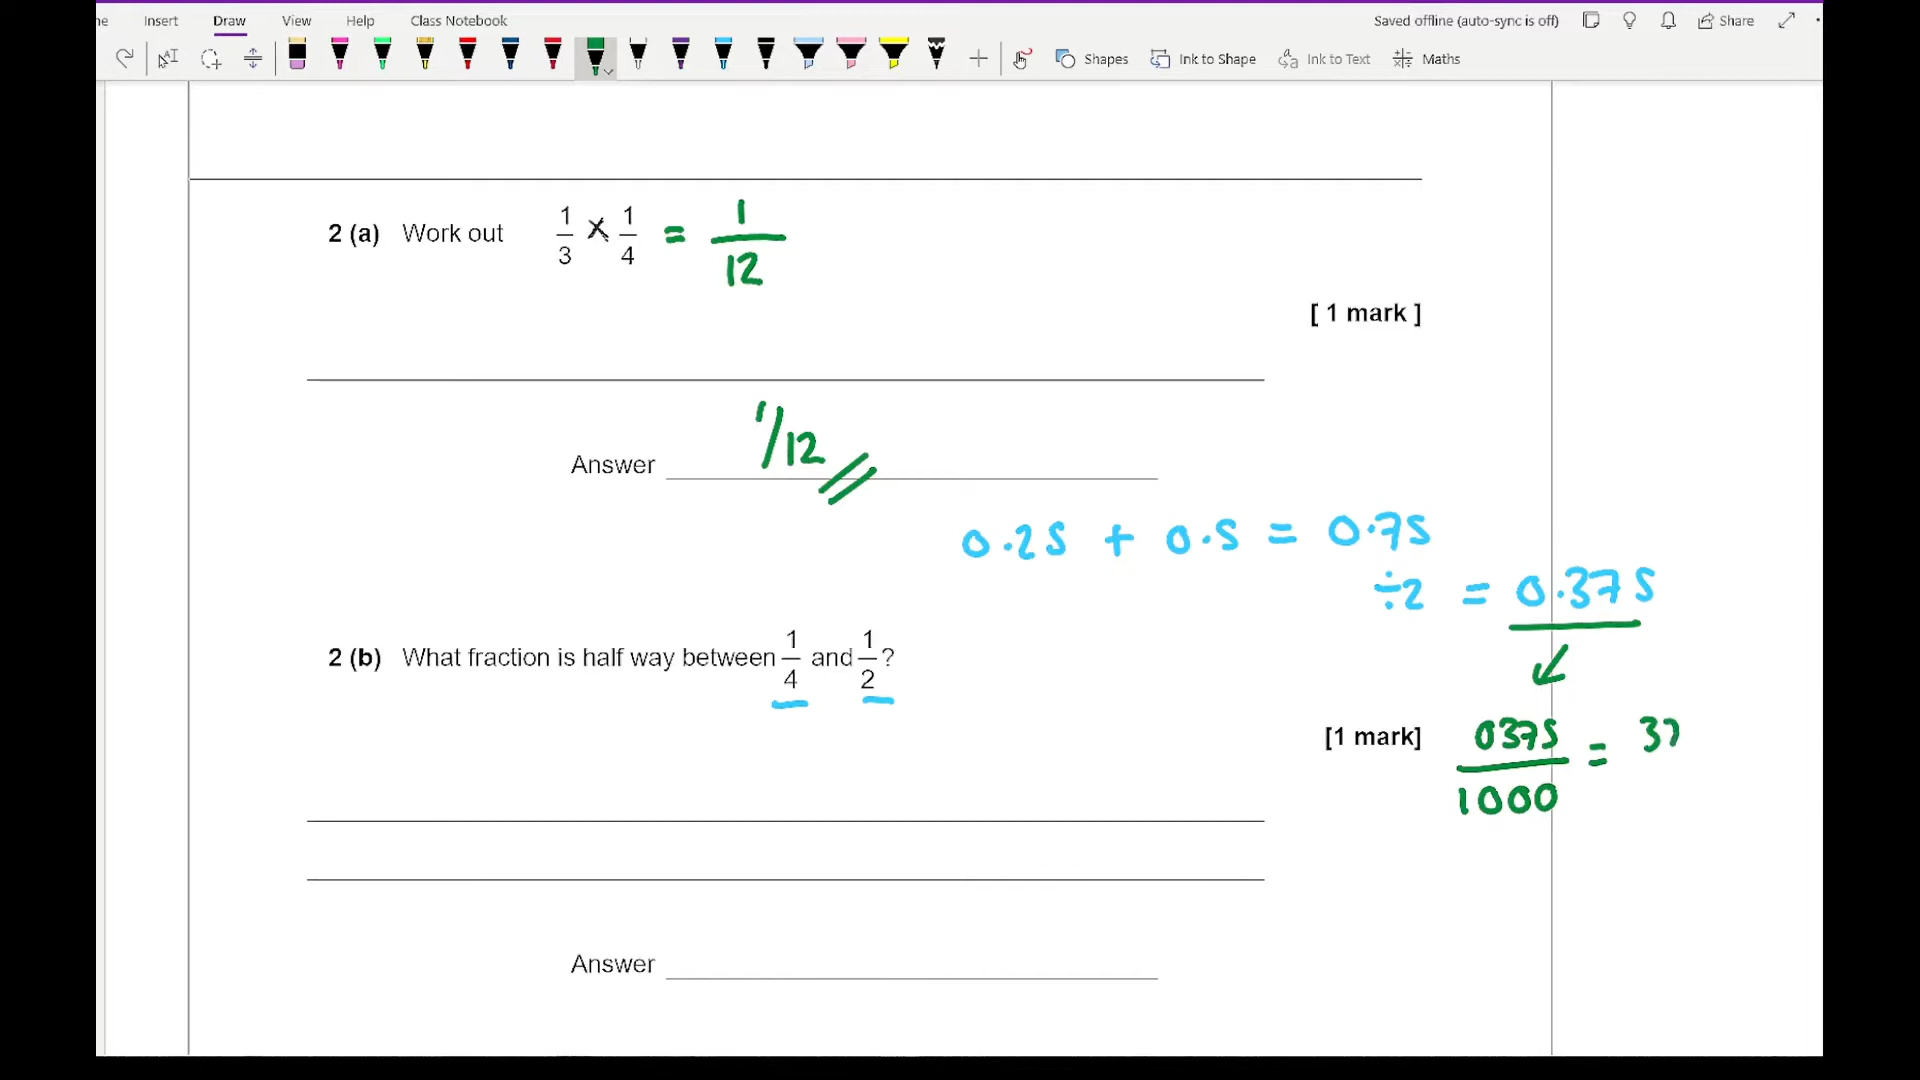 ne Insert Draw View Help Class Notebook Saved offline (auto-sync is off) Share
Shapes Ink to Shape Ink to Text Maths
2 (a) Work out 1/3 × 1/4 = 1/12
[ 1 mark ]
Answer 1/12
0.25 + 0.5 = 0.75
÷2 = 0.375
2 (b) What fraction is half way between 1/4 and 1/2?
[1 mark] 0375/1000 = 37
Answer